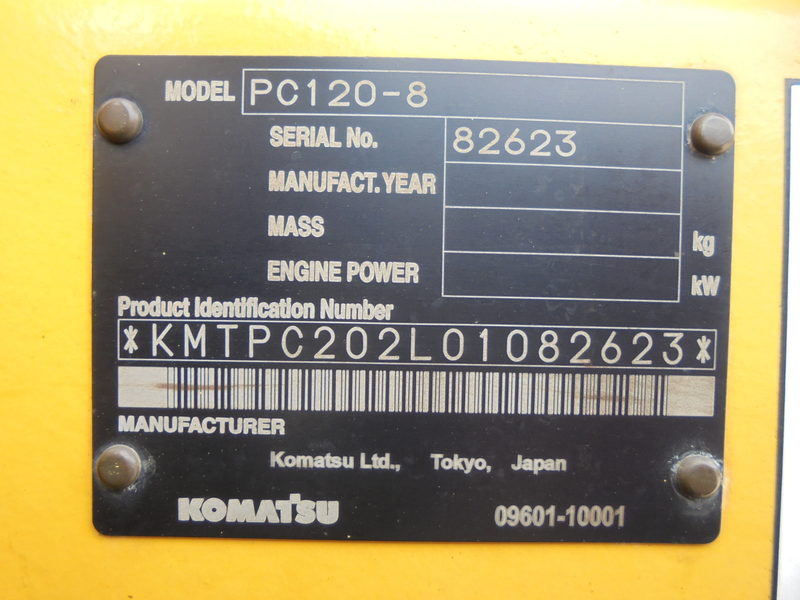 MODEL PC120-8
SERIAL No. 82623
MANUFACT. YEAR
MASS kg
ENGINE POWER kW
Product Identification Number
*KMTPC202L01082623*
MANUFACTURER
Komatsu Ltd., Tokyo, Japan
KOMATSU 09601-10001